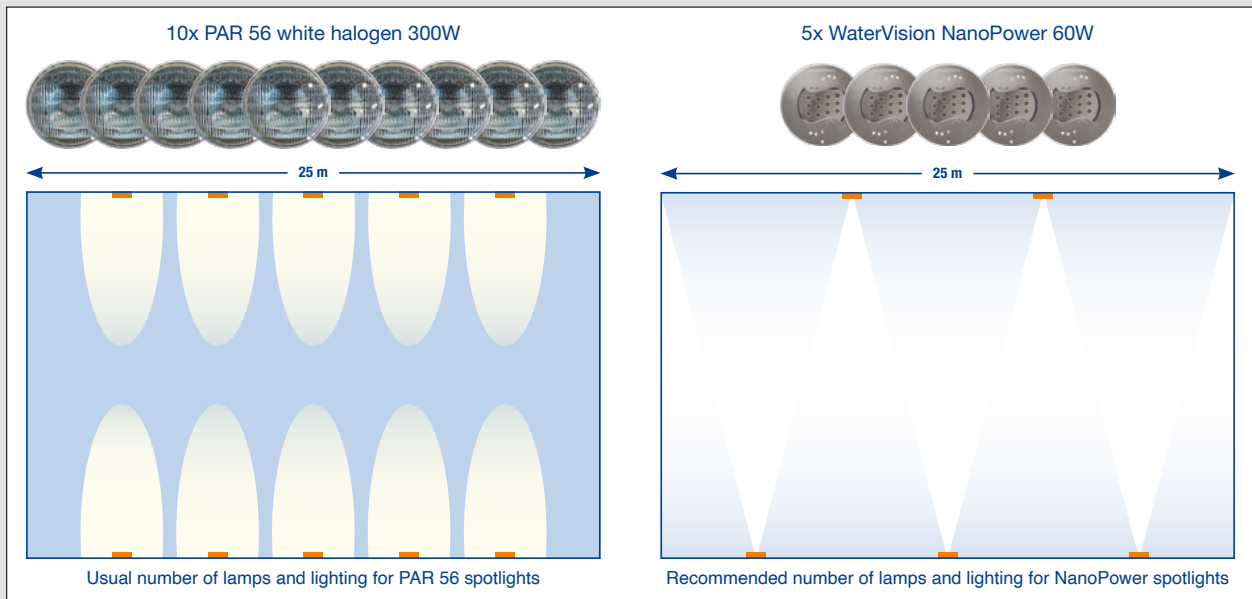 10x PAR 56 white halogen 300W
25 m
Usual number of lamps and lighting for PAR 56 spotlights
5x WaterVision NanoPower 60W
25 m
Recommended number of lamps and lighting for NanoPower spotlights